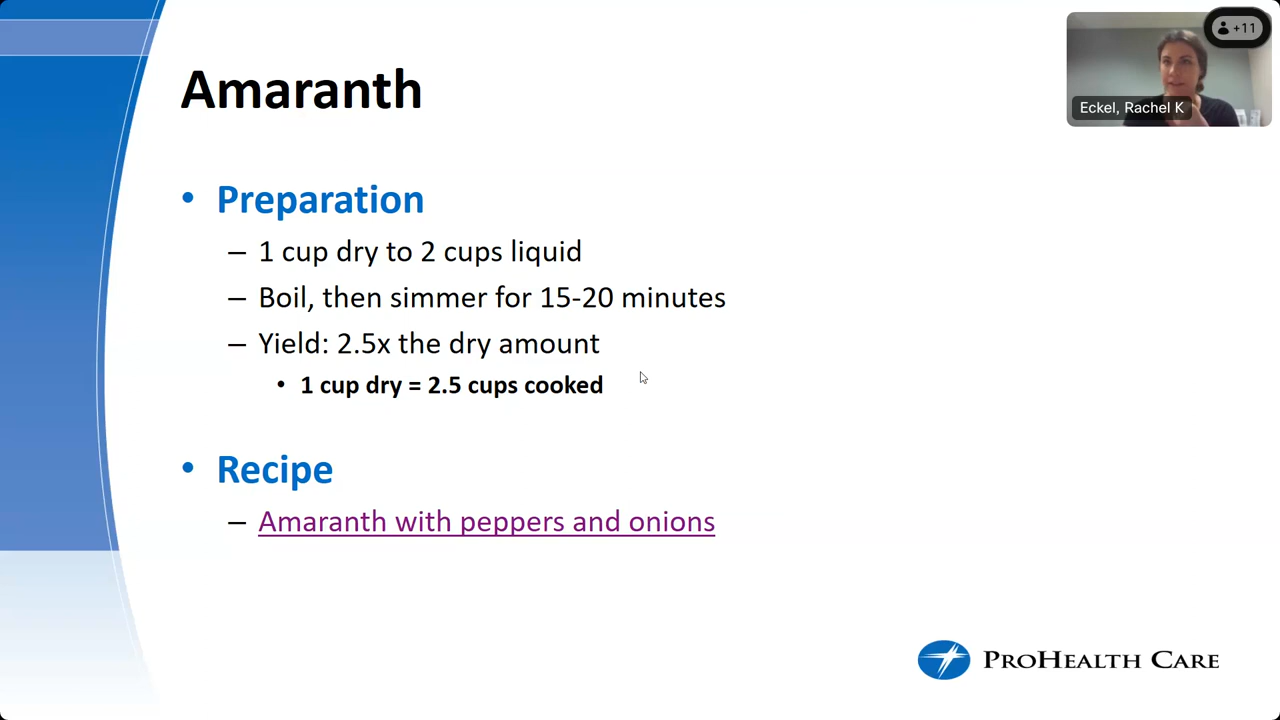 +11
Eckel, Rachel K
Amaranth
• Preparation
– 1 cup dry to 2 cups liquid
– Boil, then simmer for 15-20 minutes
– Yield: 2.5x the dry amount
• 1 cup dry = 2.5 cups cooked
• Recipe
– Amaranth with peppers and onions
PROHEALTH CARE